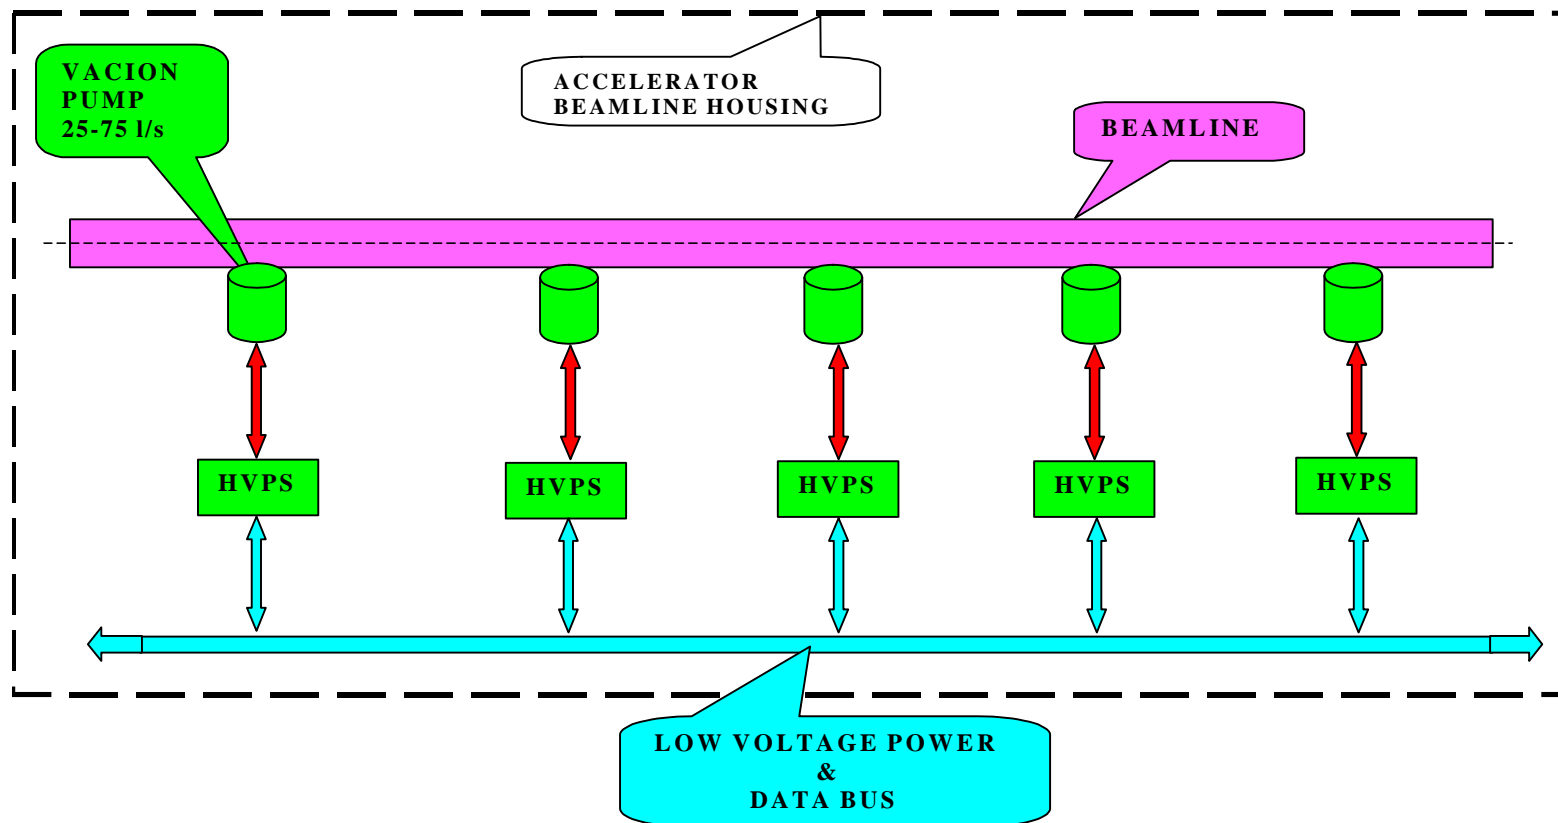 VACION
PUMP
25-75 l/s
ACCELERATOR
BEAMLINE HOUSING
BEAMLINE
HVPS
HVPS
HVPS
HVPS
HVPS
LOW VOLTAGE POWER
&
DATA BUS